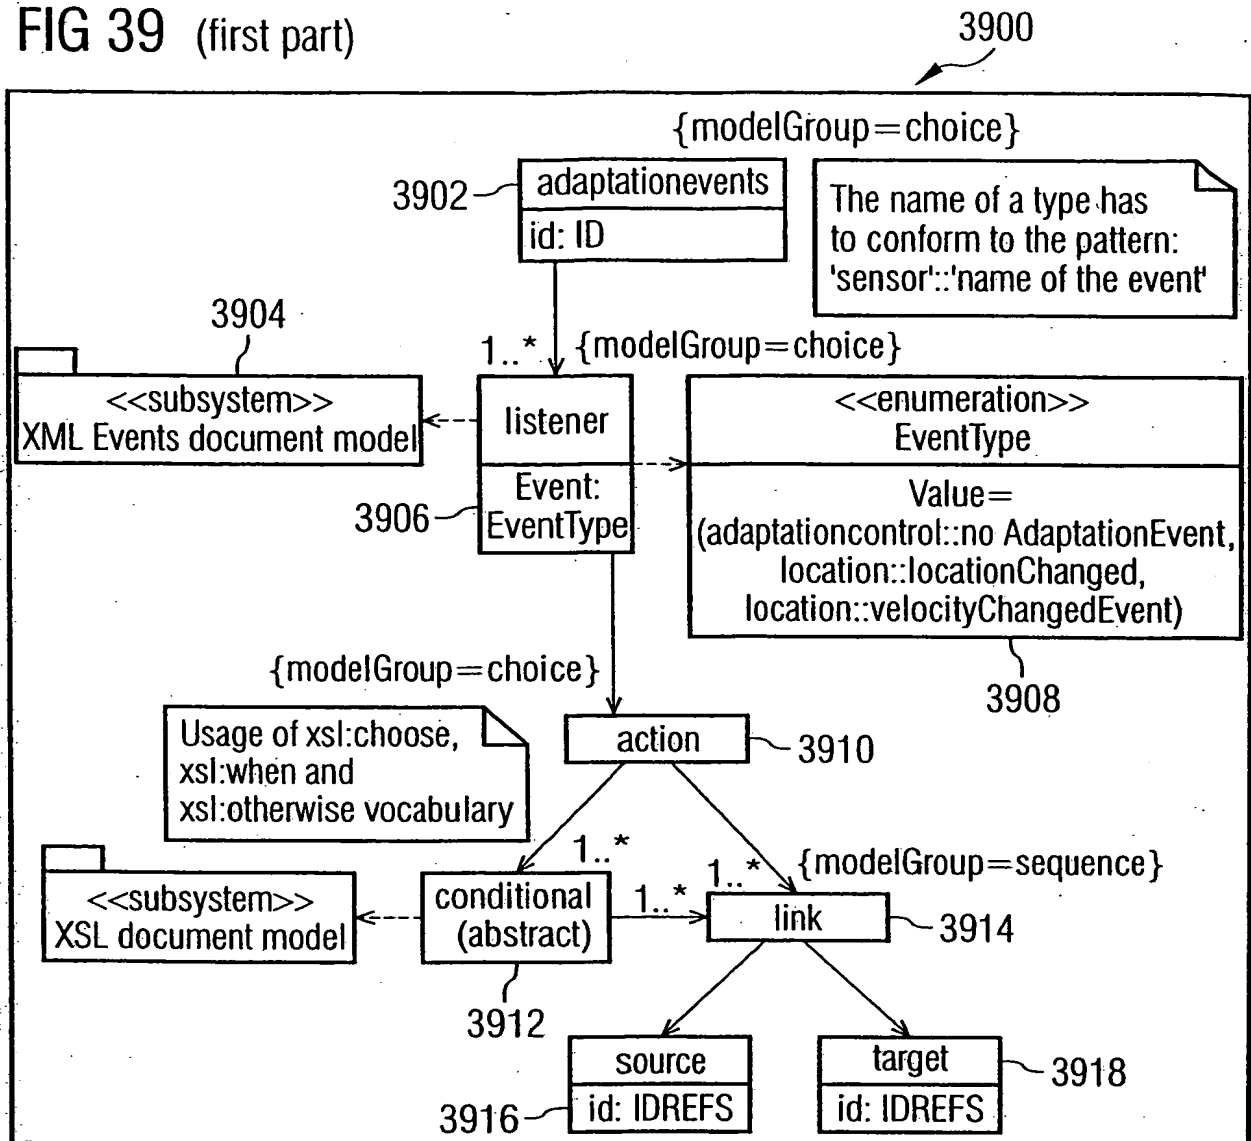 FIG 39 (first part)
3900
{modelGroup=choice}
3902
adaptationevents
id: ID
The name of a type has
to conform to the pattern:
'sensor'::'name of the event'
3904
1..*
{modelGroup=choice}
<<subsystem>>
XML Events document model
listener
Event:
EventType
3906
<<enumeration>>
EventType
Value=
(adaptationcontrol::no AdaptationEvent,
location::locationChanged,
location::velocityChangedEvent)
3908
{modelGroup=choice}
Usage of xsl:choose,
xsl:when and
xsl:otherwise vocabulary
action
3910
1..*
1..*
{modelGroup=sequence}
<<subsystem>>
XSL document model
conditional
(abstract)
1..*
link
3914
3912
source
id: IDREFS
3916
target
id: IDREFS
3918